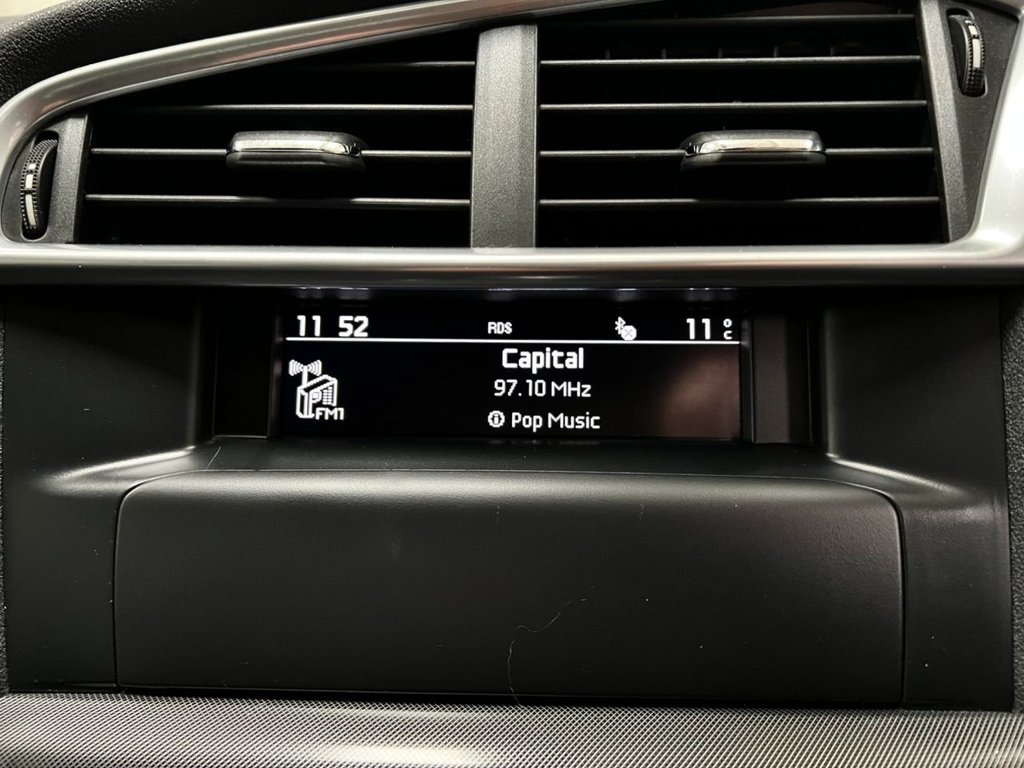 11 52 RDS 11 °C
Capital
97.10 MHz
FM1
Pop Music